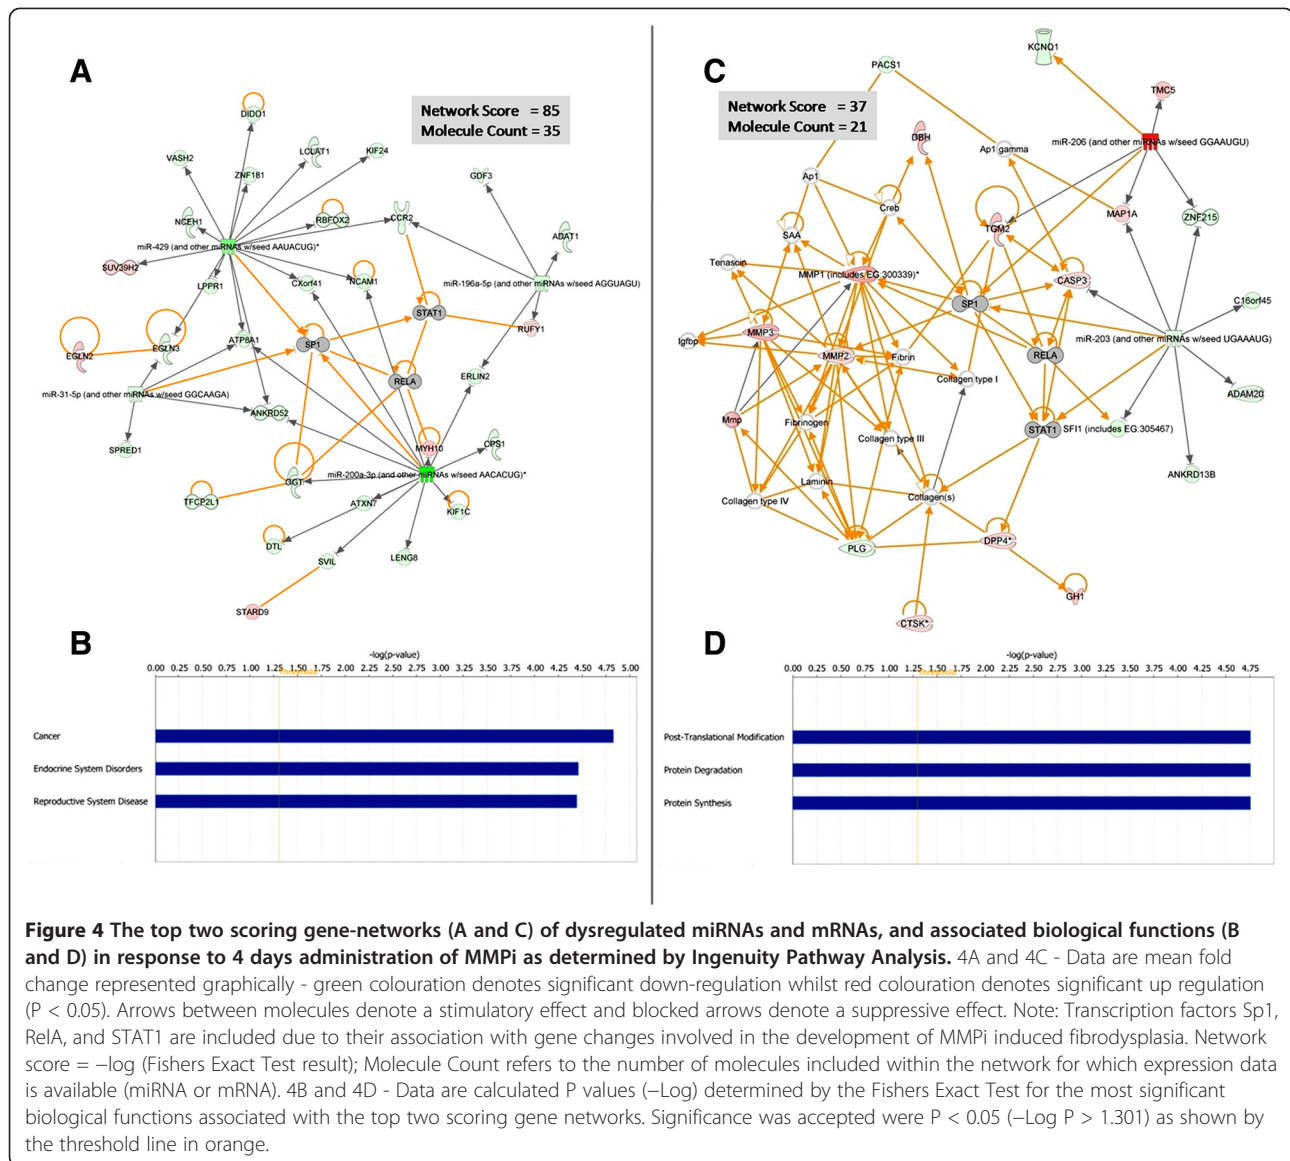 A
Network Score = 85
Molecule Count = 35
DIDO1
VASH2
LCLAT1
KIF24
ZNF181
GDF3
NCEH1
RBFOX2
CCR2
ADAT1
miR-429 (and other miRNAs w/seed AAUACUG)*
SUV39H2
LPPR1
CXorf41
NCAM1
miR-196a-5p (and other miRNAs w/seed AGGUAGU)
STAT1
RUFY1
EGLN2
EGLN3
ATP8A1
SP1
RELA
ERLIN2
miR-31-5p (and other miRNAs w/seed GGCAAGA)
ANKRD52
SPRED1
MYH10
CPS1
GGT
miR-200a-3p (and other miRNAs w/seed AACACUG)*
TFCP2L1
ATXN7
KIF1C
DTL
SVIL
LENG8
STARD9
C
Network Score = 37
Molecule Count = 21
KCNQ1
PACS1
TMC5
DBH
Ap1 gamma
miR-206 (and other miRNAs w/seed GGAAUGU)
Ap1
Creb
MAP1A
ZNF215
SAA
TGM2
Tenascin
MMP1 (includes EG:300339)*
CASP3
SP1
C16orf45
MMP3
Igfbp
MMP2
Fibrin
RELA
miR-203 (and other miRNAs w/seed UGAAAUG)
Collagen type I
ADAM20
Mmp
Fibrinogen
Collagen type III
STAT1
SFI1 (includes EG:305467)
Laminin
ANKRD13B
Collagen type IV
Collagen(s)
PLG
DPP4*
GH1
CTSK*
B
-log(p-value)
0.00 0.25 0.50 0.75 1.00 1.25 1.50 1.75 2.00 2.25 2.50 2.75 3.00 3.25 3.50 3.75 4.00 4.25 4.50 4.75 5.00
Threshold
Cancer
Endocrine System Disorders
Reproductive System Disease
D
-log(p-value)
0.00 0.25 0.50 0.75 1.00 1.25 1.50 1.75 2.00 2.25 2.50 2.75 3.00 3.25 3.50 3.75 4.00 4.25 4.50 4.75
Threshold
Post-Translational Modification
Protein Degradation
Protein Synthesis
Figure 4 The top two scoring gene-networks (A and C) of dysregulated miRNAs and mRNAs, and associated biological functions (B
and D) in response to 4 days administration of MMPi as determined by Ingenuity Pathway Analysis. 4A and 4C - Data are mean fold
change represented graphically - green colouration denotes significant down-regulation whilst red colouration denotes significant up regulation
(P < 0.05). Arrows between molecules denote a stimulatory effect and blocked arrows denote a suppressive effect. Note: Transcription factors Sp1,
RelA, and STAT1 are included due to their association with gene changes involved in the development of MMPi induced fibrodysplasia. Network
score = −log (Fishers Exact Test result); Molecule Count refers to the number of molecules included within the network for which expression data
is available (miRNA or mRNA). 4B and 4D - Data are calculated P values (−Log) determined by the Fishers Exact Test for the most significant
biological functions associated with the top two scoring gene networks. Significance was accepted were P < 0.05 (−Log P > 1.301) as shown by
the threshold line in orange.